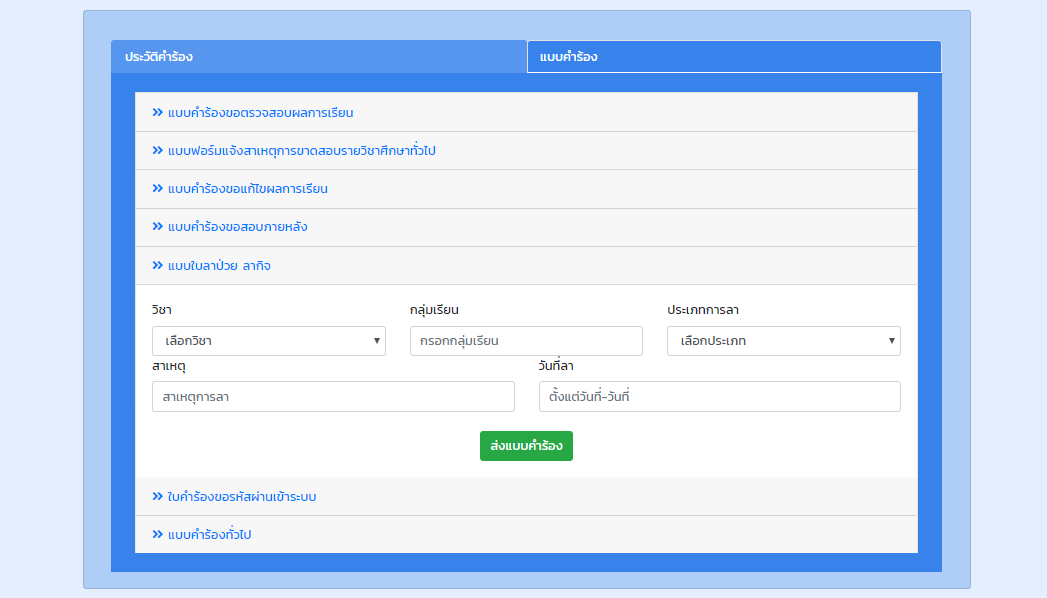 ประวัติคำร้อง
แบบคำร้อง
แบบคำร้องขอตรวจสอบผลการเรียน
แบบฟอร์มแจ้งสาเหตุการขาดสอบรายวิชาศึกษาทั่วไป
แบบคำร้องขอแก้ไขผลการเรียน
แบบคำร้องขอสอบภายหลัง
แบบใบลาป่วย ลากิจ
วิชา
กลุ่มเรียน
ประเภทการลา
เลือกวิชา
กรอกกลุ่มเรียน
เลือกประเภท
สาเหตุ
วันที่ลา
สาเหตุการลา
ตั้งแต่วันที่-วันที่
ส่งแบบคำร้อง
ใบคำร้องขอรหัสผ่านเข้าระบบ
แบบคำร้องทั่วไป